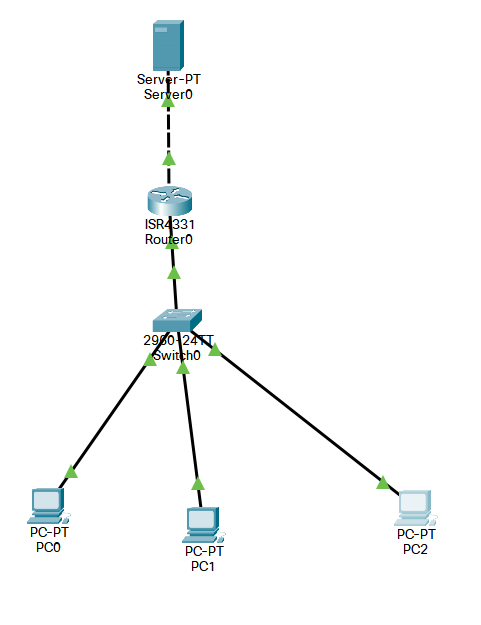 Server-PT
Server0
ISR4331
Router0
2960-24TT
Switch0
PC-PT
PC0
PC-PT
PC1
PC-PT
PC2